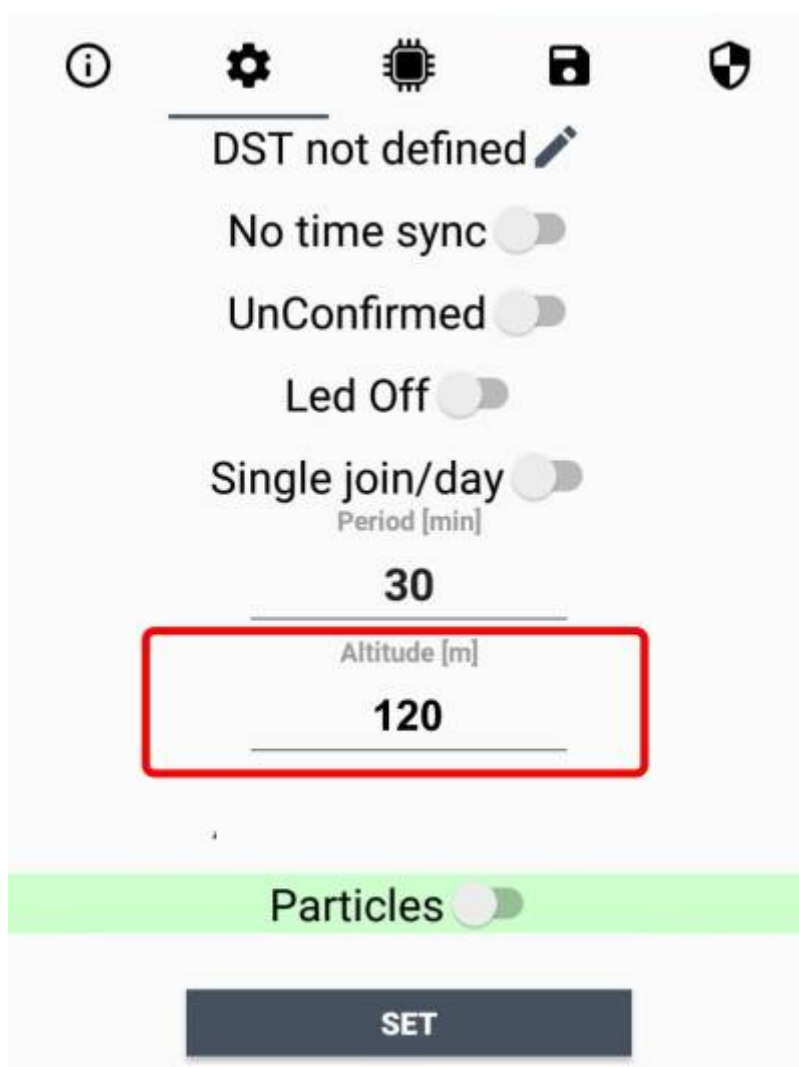 DST not defined
No time sync
UnConfirmed
Led Off
Single join/day
Period [min]
30
Altitude [m]
120
Particles
SET